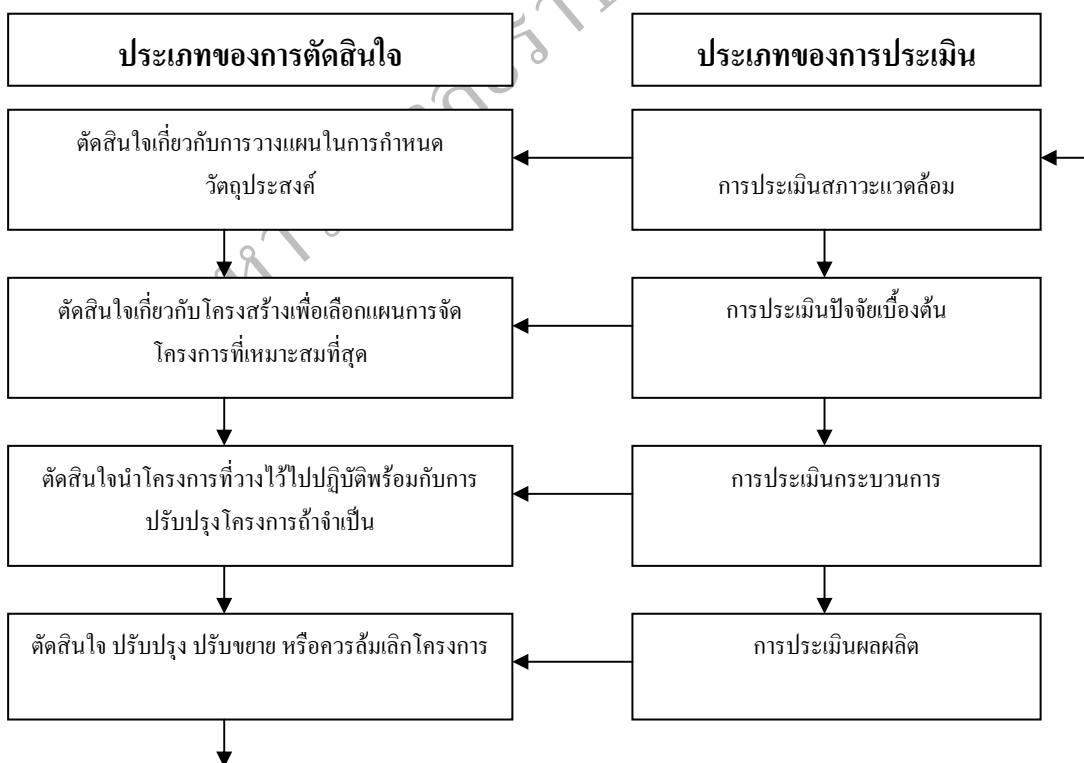 ประเภทของการตัดสินใจ
ประเภทของการประเมิน
ตัดสินใจเกี่ยวกับการวางแผนในการกำหนด
วัตถุประสงค์
การประเมินสภาวะแวดล้อม
ตัดสินใจเกี่ยวกับโครงสร้างเพื่อเลือกแผนการจัด
โครงการที่เหมาะสมที่สุด
การประเมินปัจจัยเบื้องต้น
ตัดสินใจนำโครงการที่วางไว้ไปปฏิบัติพร้อมกับการ
ปรับปรุงโครงการถ้าจำเป็น
การประเมินกระบวนการ
ตัดสินใจ ปรับปรุง ปรับขยาย หรือควรล้มเลิกโครงการ
การประเมินผลผลิต